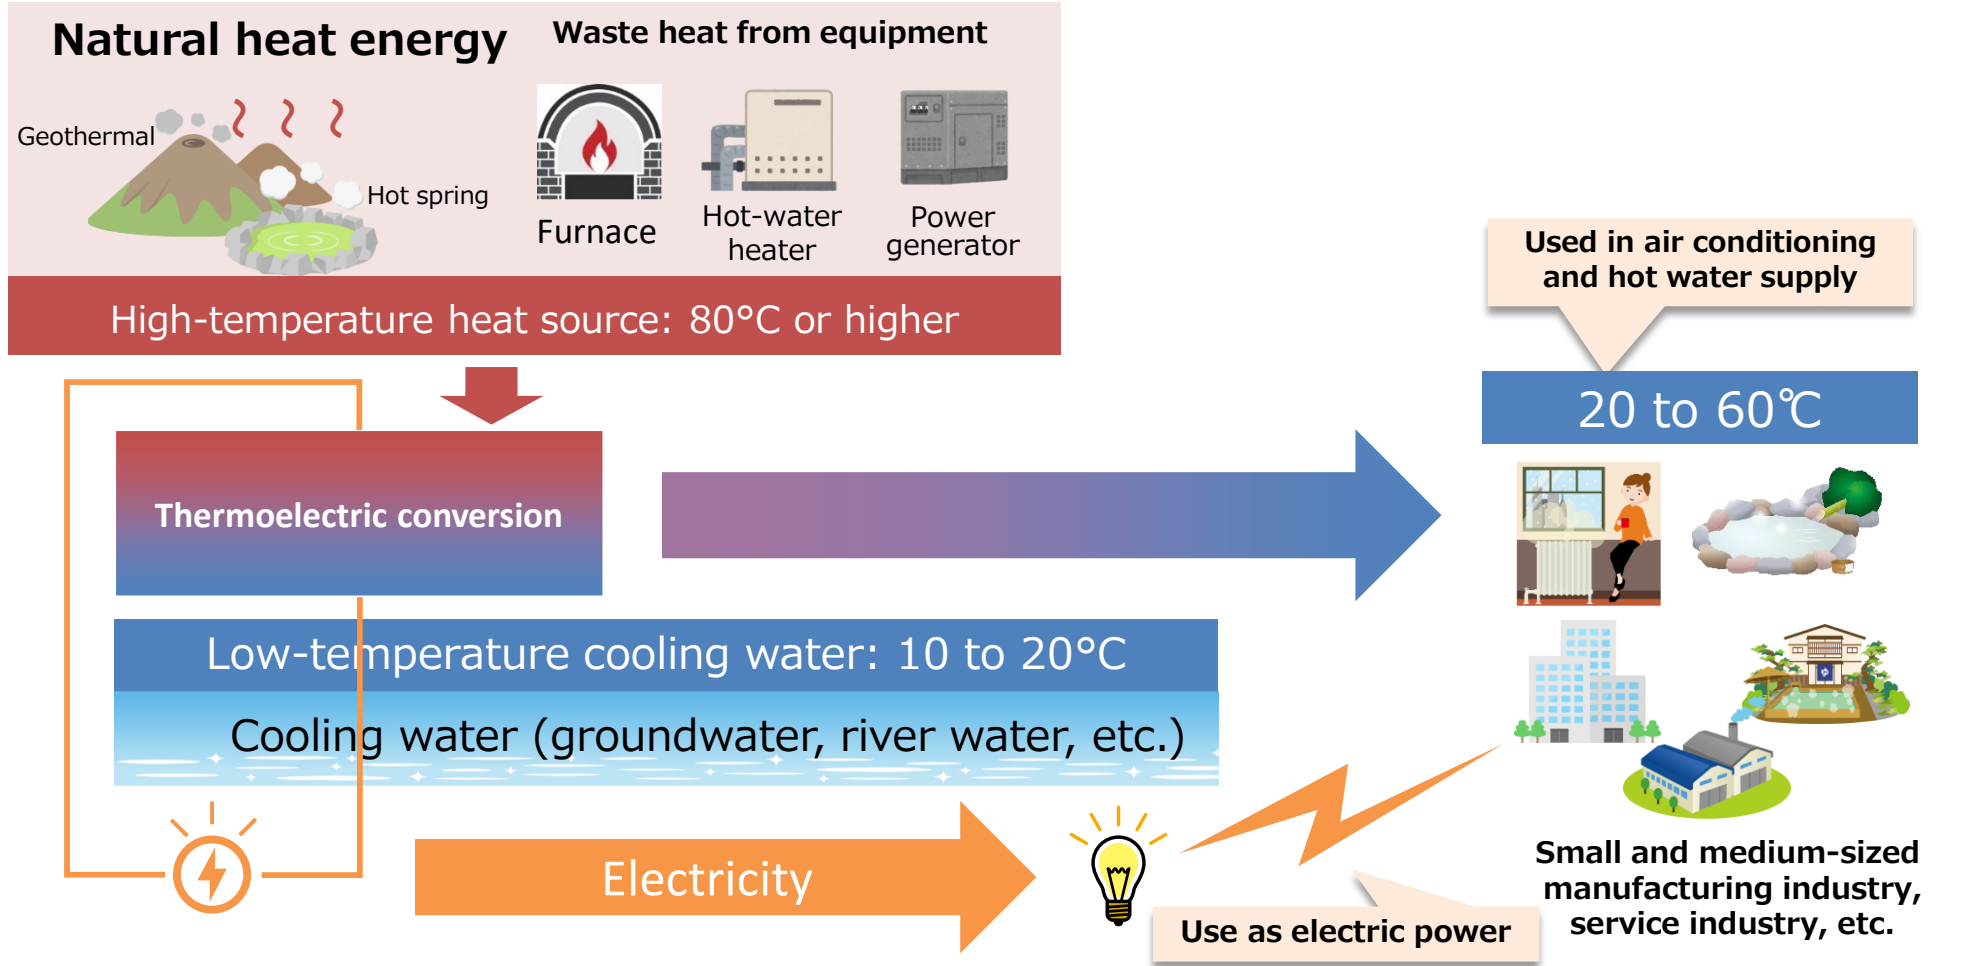 Natural heat energy
Waste heat from equipment
Geothermal
Hot spring
Furnace
Hot-water
heater
Power
generator
High-temperature heat source: 80°C or higher
Used in air conditioning
and hot water supply
20 to 60℃
Thermoelectric conversion
Low-temperature cooling water: 10 to 20°C
Cooling water (groundwater, river water, etc.)
Electricity
Use as electric power
Small and medium-sized
manufacturing industry,
service industry, etc.